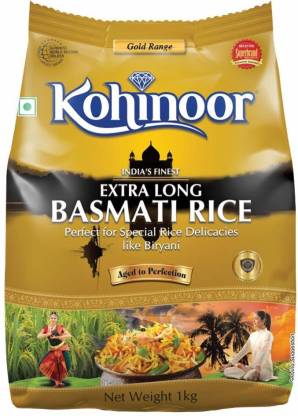 Gold Range
Kohinoor
INDIA'S FINEST
EXTRA LONG
BASMATI RICE
Perfect for Special Rice Delicacies
like Biryani
Aged to Perfection
Net Weight 1kg